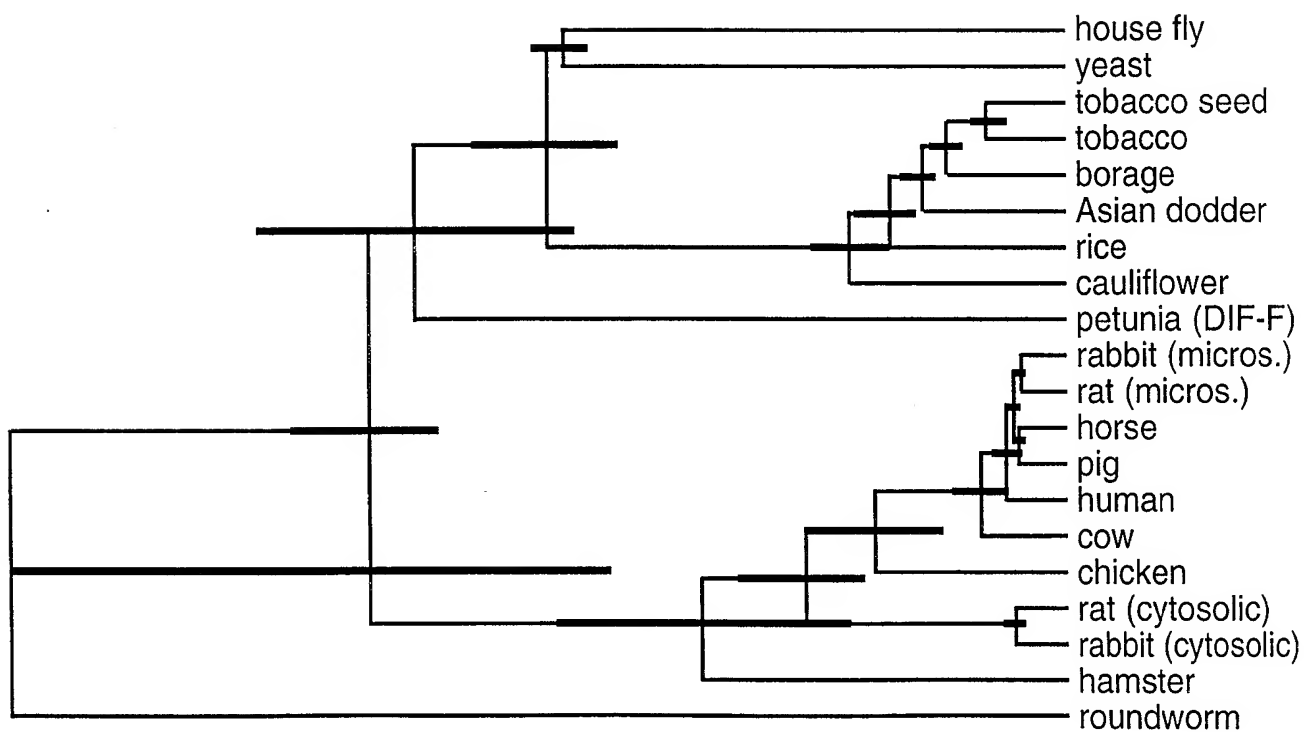 house fly
yeast
tobacco seed
tobacco
borage
Asian dodder
rice
cauliflower
petunia (DIF-F)
rabbit (micros.)
rat (micros.)
horse
pig
human
cow
chicken
rat (cytosolic)
rabbit (cytosolic)
hamster
roundworm